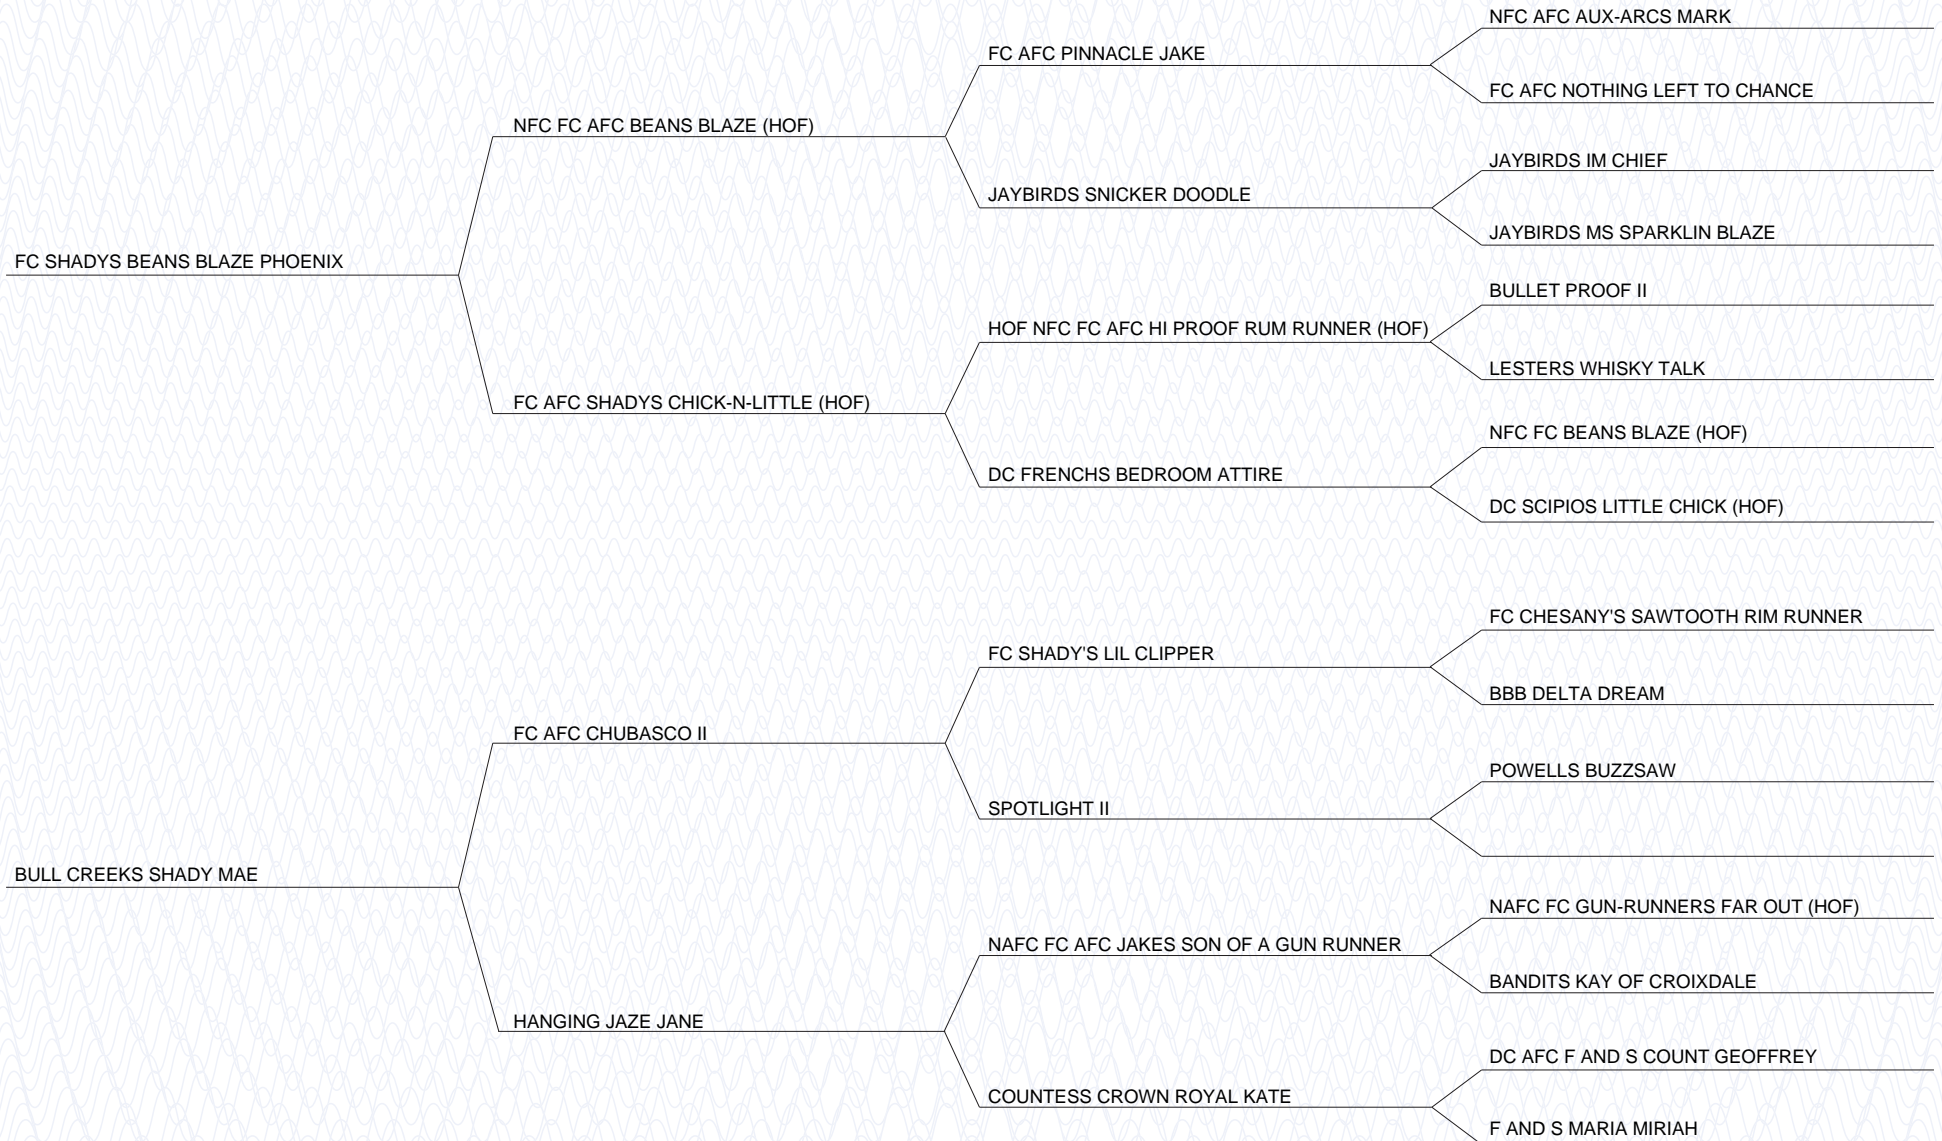 NFC AFC AUX-ARCS MARK
FC AFC PINNACLE JAKE
FC AFC NOTHING LEFT TO CHANCE
NFC FC AFC BEANS BLAZE (HOF)
JAYBIRDS IM CHIEF
JAYBIRDS SNICKER DOODLE
JAYBIRDS MS SPARKLIN BLAZE
FC SHADYS BEANS BLAZE PHOENIX
BULLET PROOF II
HOF NFC FC AFC HI PROOF RUM RUNNER (HOF)
LESTERS WHISKY TALK
FC AFC SHADYS CHICK-N-LITTLE (HOF)
NFC FC BEANS BLAZE (HOF)
DC FRENCHS BEDROOM ATTIRE
DC SCIPIOS LITTLE CHICK (HOF)
FC CHESANY'S SAWTOOTH RIM RUNNER
FC SHADY'S LIL CLIPPER
BBB DELTA DREAM
FC AFC CHUBASCO II
POWELLS BUZZSAW
SPOTLIGHT II
BULL CREEKS SHADY MAE
NAFC FC GUN-RUNNERS FAR OUT (HOF)
NAFC FC AFC JAKES SON OF A GUN RUNNER
BANDITS KAY OF CROIXDALE
HANGING JAZE JANE
DC AFC F AND S COUNT GEOFFREY
COUNTESS CROWN ROYAL KATE
F AND S MARIA MIRIAH